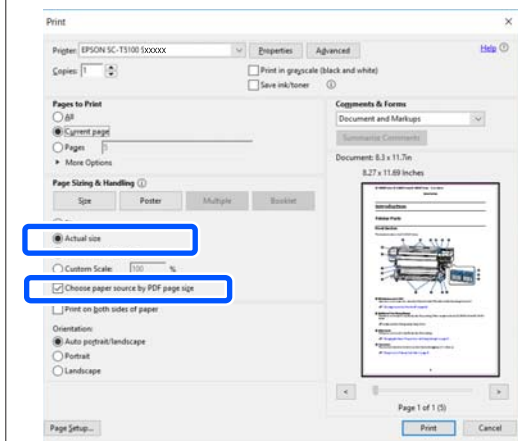 Print
Printer: EPSON SC-T5100 Sxxxxx Properties Advanced Help
Copies: 1 Print in grayscale (black and white)
Save ink/toner
Pages to Print
All
Current page
Pages 5
More Options
Comments & Forms
Document and Markups
Summarize Comments
Page Sizing & Handling
Size Poster Multiple Booklet
Actual size
Custom Scale: 100 %
Choose paper source by PDF page size
Print on both sides of paper
Orientation:
Auto portrait/landscape
Portrait
Landscape
Document: 8.3 x 11.7in
8.27 x 11.69 Inches
Introduction
Printer Parts
< >
Page 1 of 1 (5)
Page Setup... Print Cancel